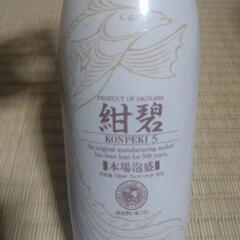 PRODUCT OF OKINAWA
紺碧
KONPEKI 5
An original manufacturing method
has been kept for 500 years.
本場泡盛